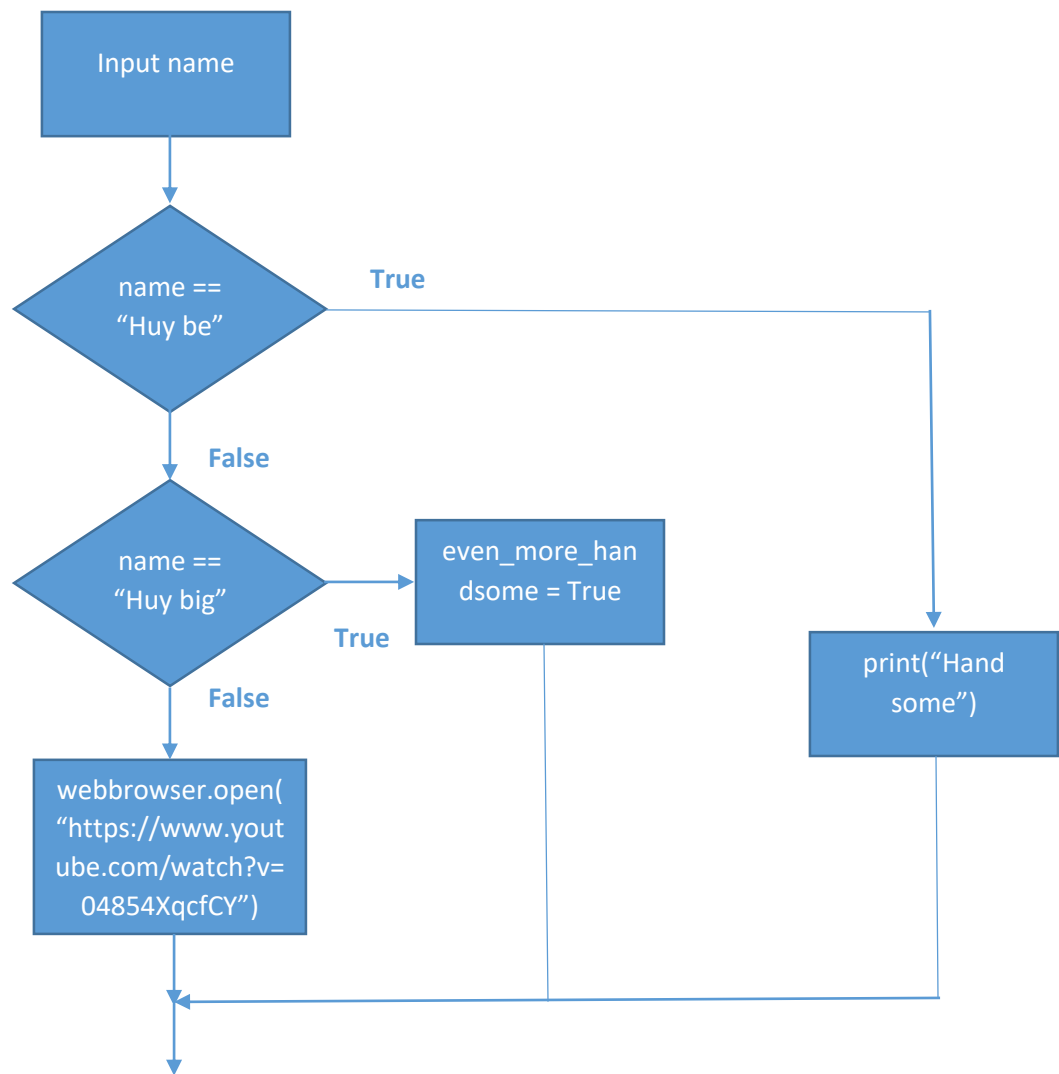 Input name
name ==
“Huy be”
True
False
name ==
“Huy big”
True
even_more_han
dsome = True
print(“Hand
some”)
False
webbrowser.open(
“https://www.yout
ube.com/watch?v=
04854XqcfCY”)